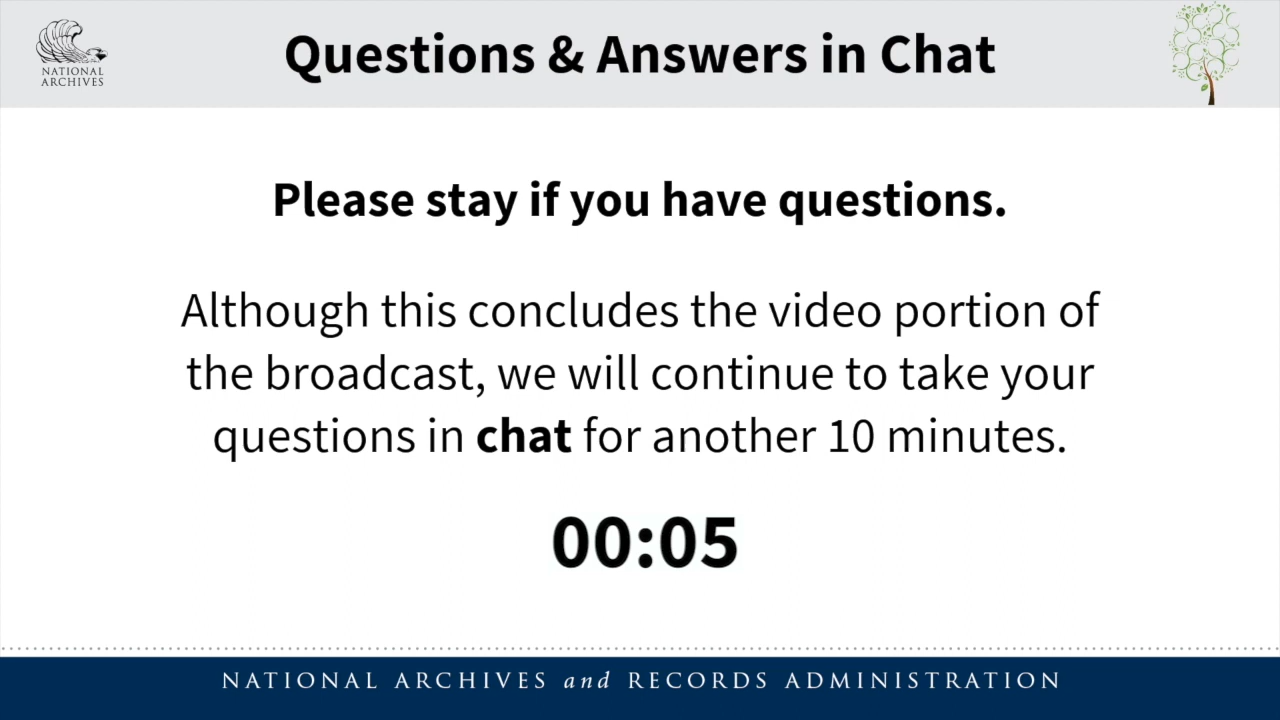 Questions & Answers in Chat
NATIONAL
ARCHIVES
Please stay if you have questions.
Although this concludes the video portion of
the broadcast, we will continue to take your
questions in chat for another 10 minutes.
00:05
NATIONAL ARCHIVES and RECORDS ADMINISTRATION